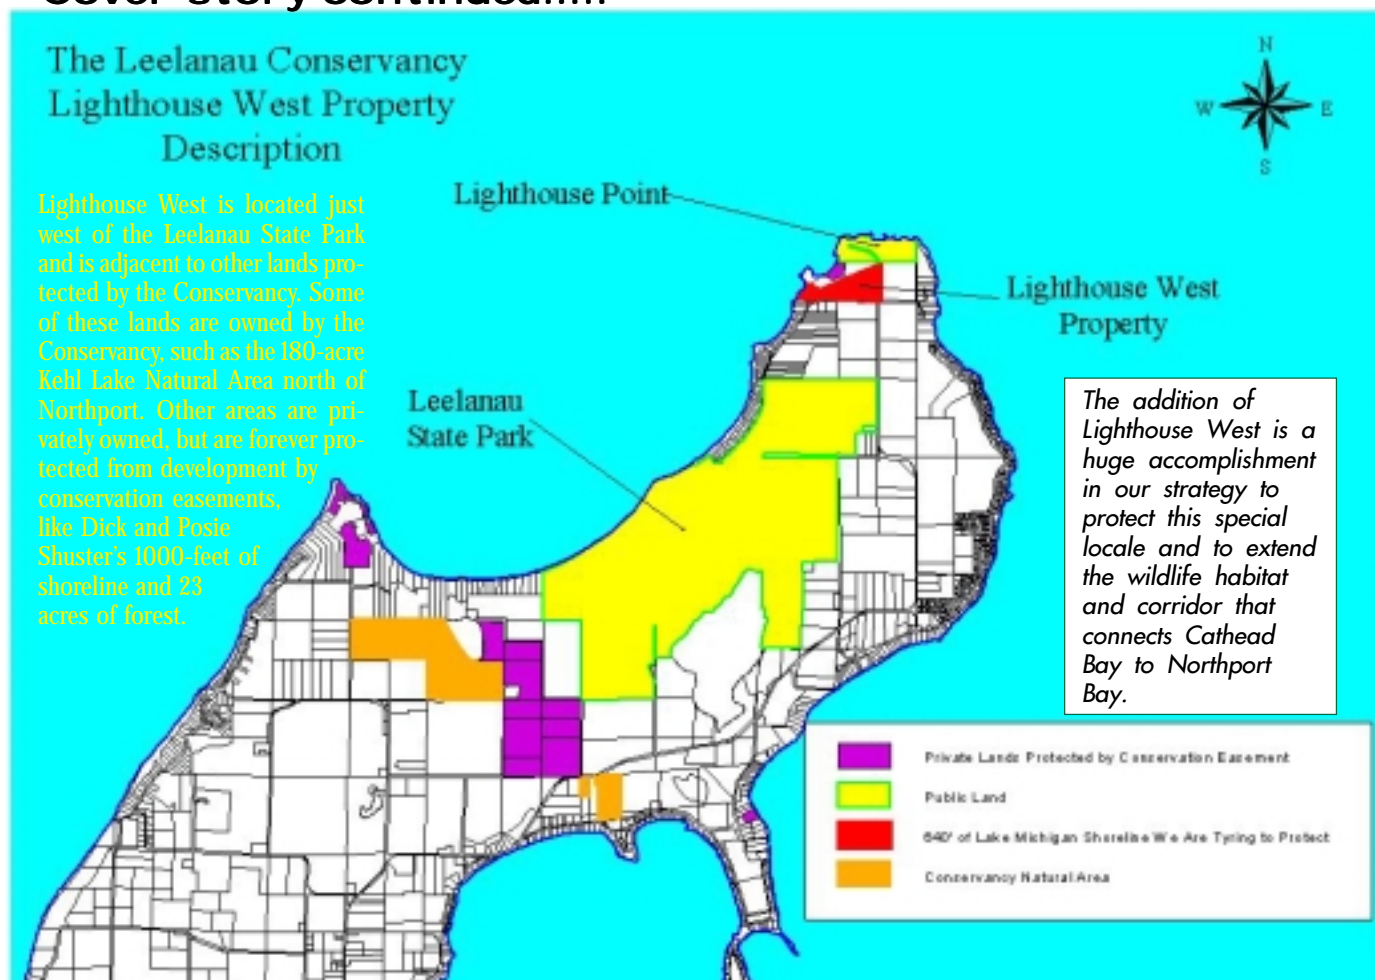 Cover story continued.....
The Leelanau Conservancy
Lighthouse West Property
Description
N
W
E
S
Lighthouse West is located just
west of the Leelanau State Park
and is adjacent to other lands pro-
tected by the Conservancy. Some
of these lands are owned by the
Conservancy, such as the 180-acre
Kehl Lake Natural Area north of
Northport. Other areas are pri-
vately owned, but are forever pro-
tected from development by
conservation easements,
like Dick and Posie
Shuster's 1000-feet of
shoreline and 23
acres of forest.
Lighthouse Point
Lighthouse West
Property
Leelanau
State Park
The addition of
Lighthouse West is a
huge accomplishment
in our strategy to
protect this special
locale and to extend
the wildlife habitat
and corridor that
connects Cathead
Bay to Northport
Bay.
Private Lands Protected by Conservation Easement
Public Land
640' of Lake Michigan Shoreline We Are Tyring to Protect
Conservancy Natural Area